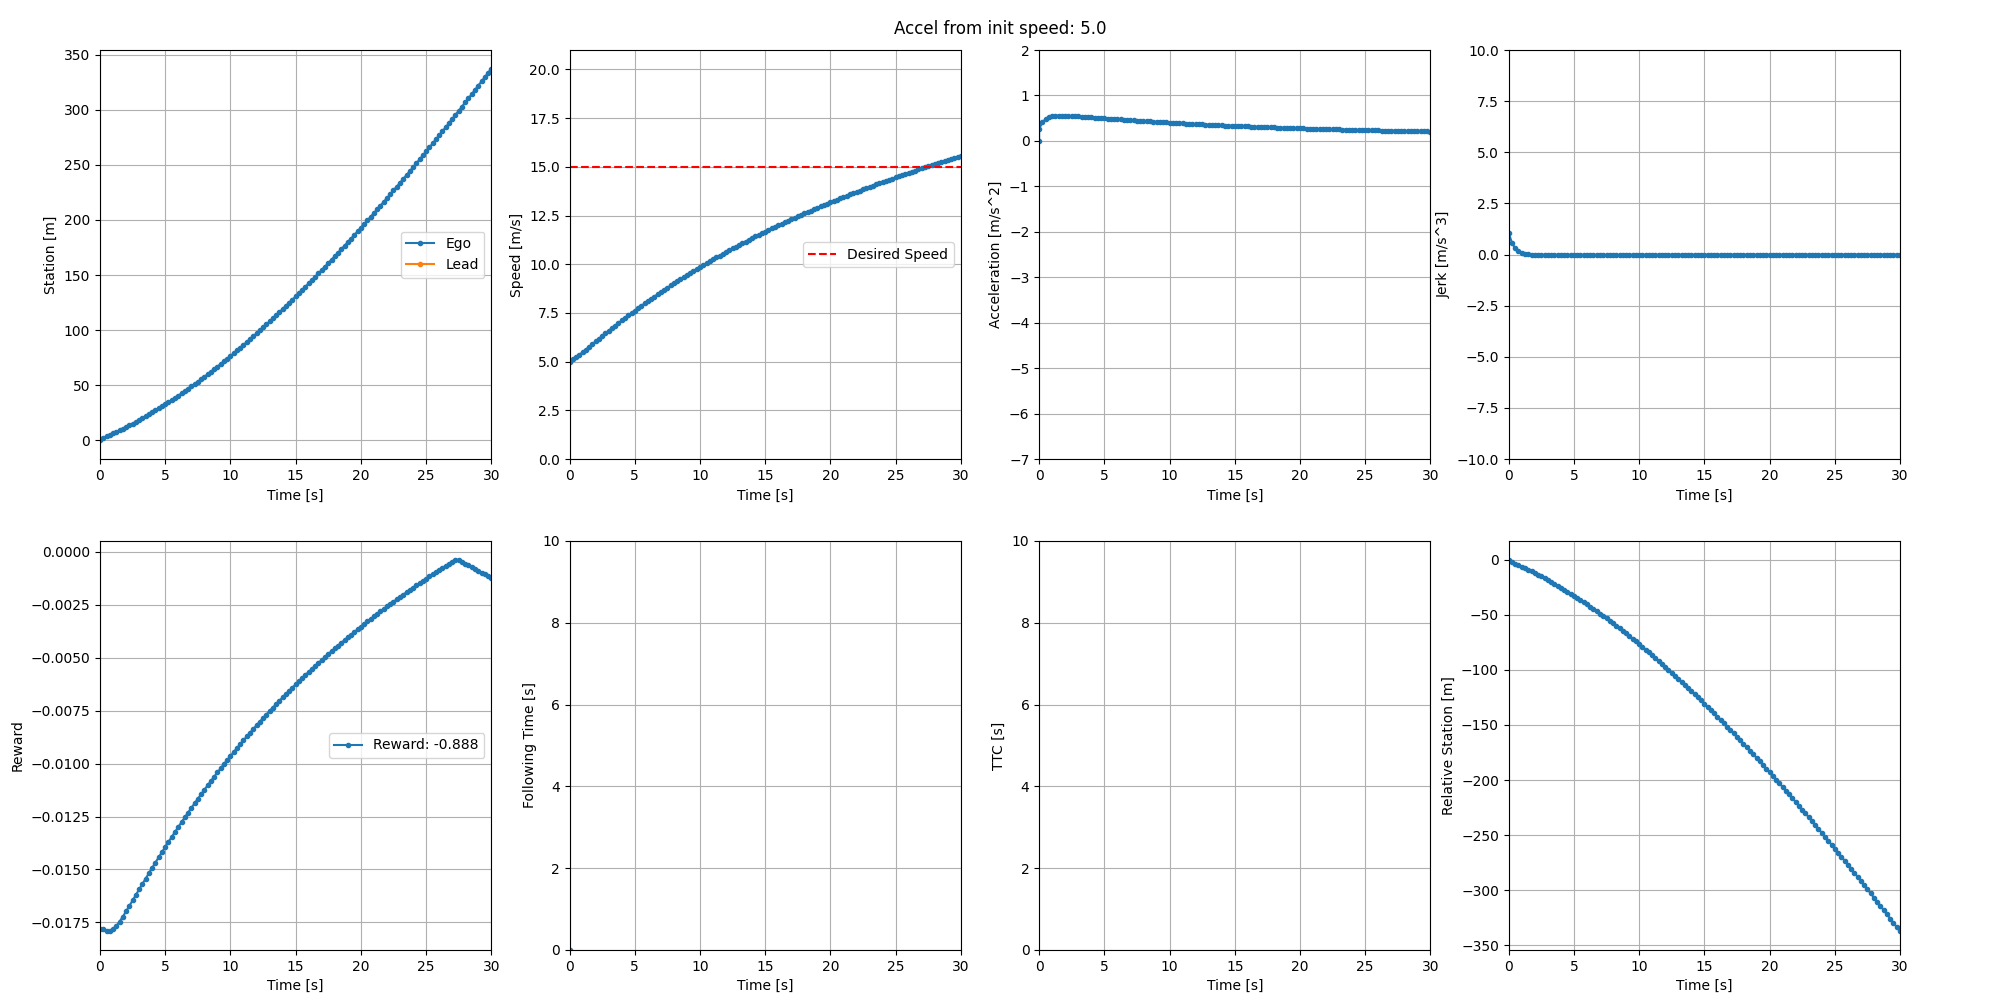 Accel from init speed: 5.0
350
300
250
200
150
100
50
0
Station [m]
Ego
Lead
0 5 10 15 20 25 30
Time [s]
20.0
17.5
15.0
12.5
10.0
7.5
5.0
2.5
0.0
Speed [m/s]
Desired Speed
0 5 10 15 20 25 30
Time [s]
2
1
0
−1
−2
−3
−4
−5
−6
−7
Acceleration [m/s^2]
0 5 10 15 20 25 30
Time [s]
10.0
7.5
5.0
2.5
0.0
−2.5
−5.0
−7.5
−10.0
Jerk [m/s^3]
0 5 10 15 20 25 30
Time [s]
0.0000
−0.0025
−0.0050
−0.0075
−0.0100
−0.0125
−0.0150
−0.0175
Reward
Reward: -0.888
0 5 10 15 20 25 30
Time [s]
10
8
6
4
2
0
Following Time [s]
0 5 10 15 20 25 30
Time [s]
10
8
6
4
2
0
TTC [s]
0 5 10 15 20 25 30
Time [s]
0
−50
−100
−150
−200
−250
−300
−350
Relative Station [m]
0 5 10 15 20 25 30
Time [s]